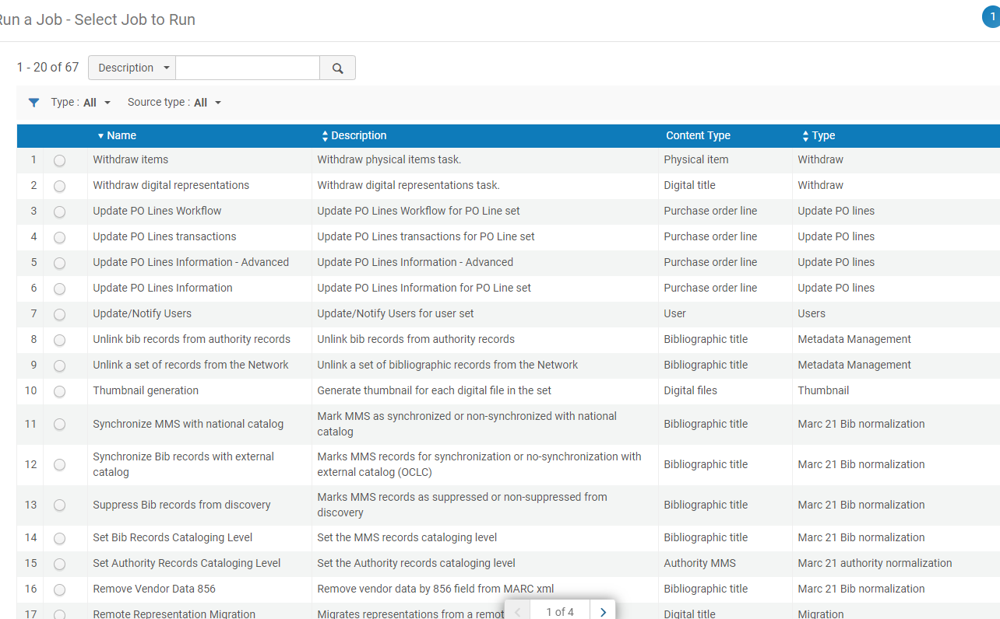 Run a Job - Select Job to Run
1
1 - 20 of 67 Description
Type : All Source type : All
Name Description Content Type Type
1 Withdraw items Withdraw physical items task. Physical item Withdraw
2 Withdraw digital representations Withdraw digital representations task. Digital title Withdraw
3 Update PO Lines Workflow Update PO Lines Workflow for PO Line set Purchase order line Update PO lines
4 Update PO Lines transactions Update PO Lines transactions for PO Line set Purchase order line Update PO lines
5 Update PO Lines Information - Advanced Update PO Lines Information - Advanced Purchase order line Update PO lines
6 Update PO Lines Information Update PO Lines Information for PO Line set Purchase order line Update PO lines
7 Update/Notify Users Update/Notify Users for user set User Users
8 Unlink bib records from authority records Unlink bib records from authority records Bibliographic title Metadata Management
9 Unlink a set of records from the Network Unlink a set of bibliographic records from the Network Bibliographic title Metadata Management
10 Thumbnail generation Generate thumbnail for each digital file in the set Digital files Thumbnail
11 Synchronize MMS with national catalog Mark MMS as synchronized or non-synchronized with national
catalog Bibliographic title Marc 21 Bib normalization
12 Synchronize Bib records with external
catalog Marks MMS records for synchronization or no-synchronization with
external catalog (OCLC) Bibliographic title Marc 21 Bib normalization
13 Suppress Bib records from discovery Marks MMS records as suppressed or non-suppressed from
discovery Bibliographic title Marc 21 Bib normalization
14 Set Bib Records Cataloging Level Set the MMS records cataloging level Bibliographic title Marc 21 Bib normalization
15 Set Authority Records Cataloging Level Set the Authority records cataloging level Authority MMS Marc 21 authority normalization
16 Remove Vendor Data 856 Remove vendor data by 856 field from MARC xml Bibliographic title Marc 21 Bib normalization
17 Remote Representation Migration Migrates representations from a remot Digital title Migration
1 of 4